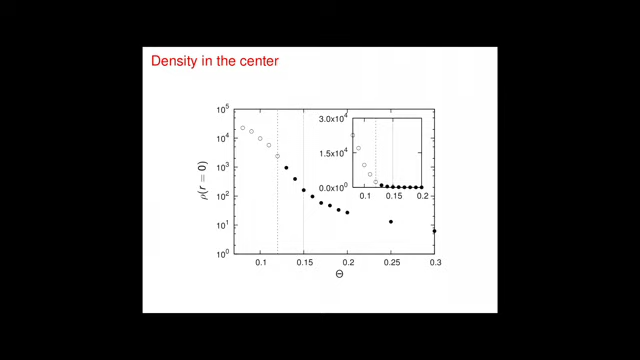 Density in the center
10^5
10^4
10^3
10^2
10^1
10^0
ρ(r = 0)
0.1 0.15 0.2 0.25 0.3
Θ
3.0x10^4
1.5x10^4
0.0x10^0
0.1 0.15 0.2